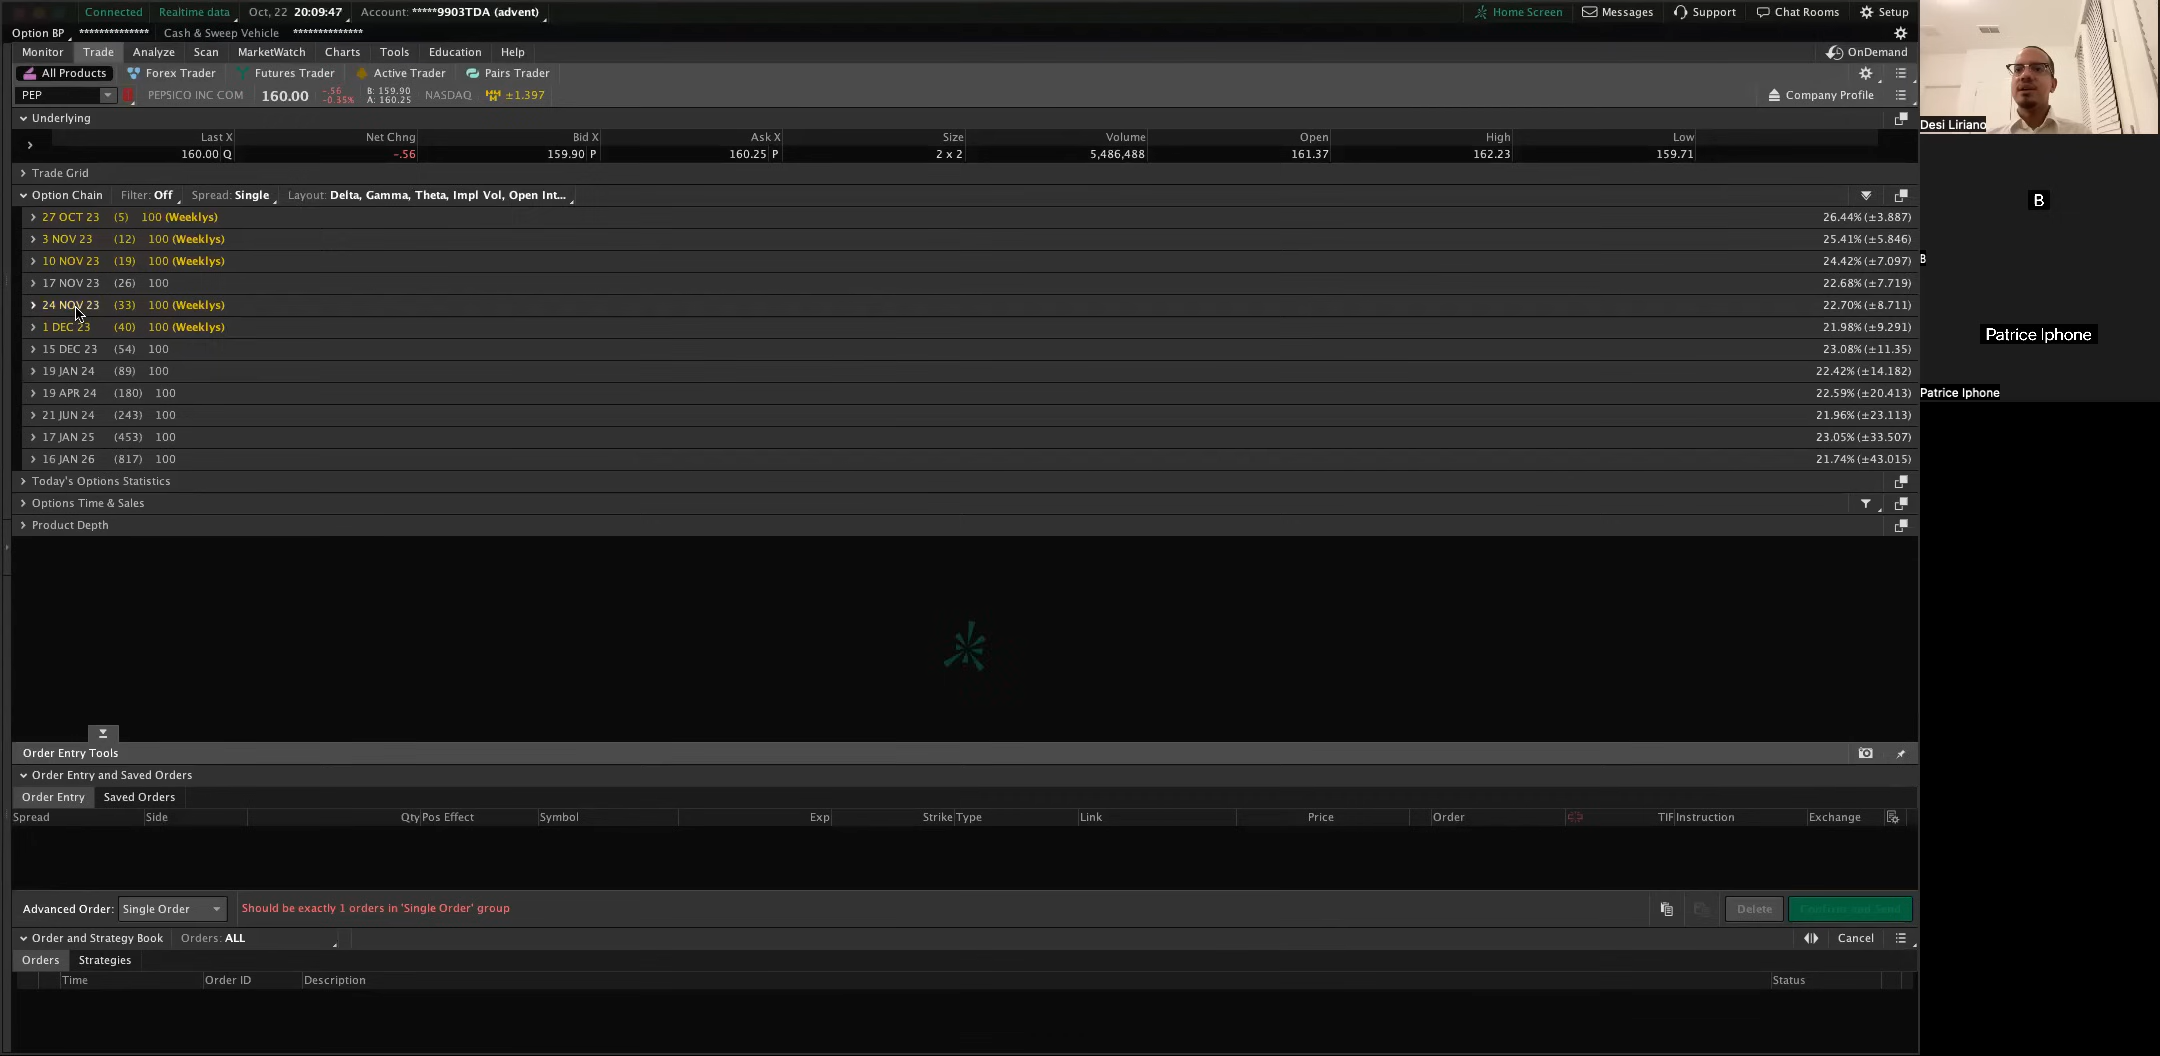 Connected Realtime data Oct, 22 20:09:47 Account: *****9903TDA (advent) Home Screen Messages Support Chat Rooms Setup
Option BP ************** Cash & Sweep Vehicle **************
Monitor Trade Analyze Scan MarketWatch Charts Tools Education Help OnDemand
All Products Forex Trader Futures Trader Active Trader Pairs Trader
PEP PEPSICO INC COM 160.00 -.56 -0.35% B: 159.90 A: 160.25 NASDAQ ±1.397 Company Profile
Underlying
Last X Net Chng Bid X Ask X Size Volume Open High Low
160.00 Q -.56 159.90 P 160.25 P 2 x 2 5,486,488 161.37 162.23 159.71
Trade Grid
Option Chain Filter: Off Spread: Single Layout: Delta, Gamma, Theta, Impl Vol, Open Int...
27 OCT 23 (5) 100 (Weeklys) 26.44% (±3.887)
3 NOV 23 (12) 100 (Weeklys) 25.41% (±5.846)
10 NOV 23 (19) 100 (Weeklys) 24.42% (±7.097)
17 NOV 23 (26) 100 22.68% (±7.719)
24 NOV 23 (33) 100 (Weeklys) 22.70% (±8.711)
1 DEC 23 (40) 100 (Weeklys) 21.98% (±9.291)
15 DEC 23 (54) 100 23.08% (±11.35)
19 JAN 24 (89) 100 22.42% (±14.182)
19 APR 24 (180) 100 22.59% (±20.413)
21 JUN 24 (243) 100 21.96% (±23.113)
17 JAN 25 (453) 100 23.05% (±33.507)
16 JAN 26 (817) 100 21.74% (±43.015)
Today's Options Statistics
Options Time & Sales
Product Depth
Order Entry Tools
Order Entry and Saved Orders
Order Entry Saved Orders
Spread Side Qty Pos Effect Symbol Exp Strike Type Link Price Order TIF Instruction Exchange
Advanced Order: Single Order Should be exactly 1 orders in 'Single Order' group Delete
Order and Strategy Book Orders: ALL Cancel
Orders Strategies
Time Order ID Description Status
Desi Liriano
B
B
Patrice Iphone
Patrice Iphone